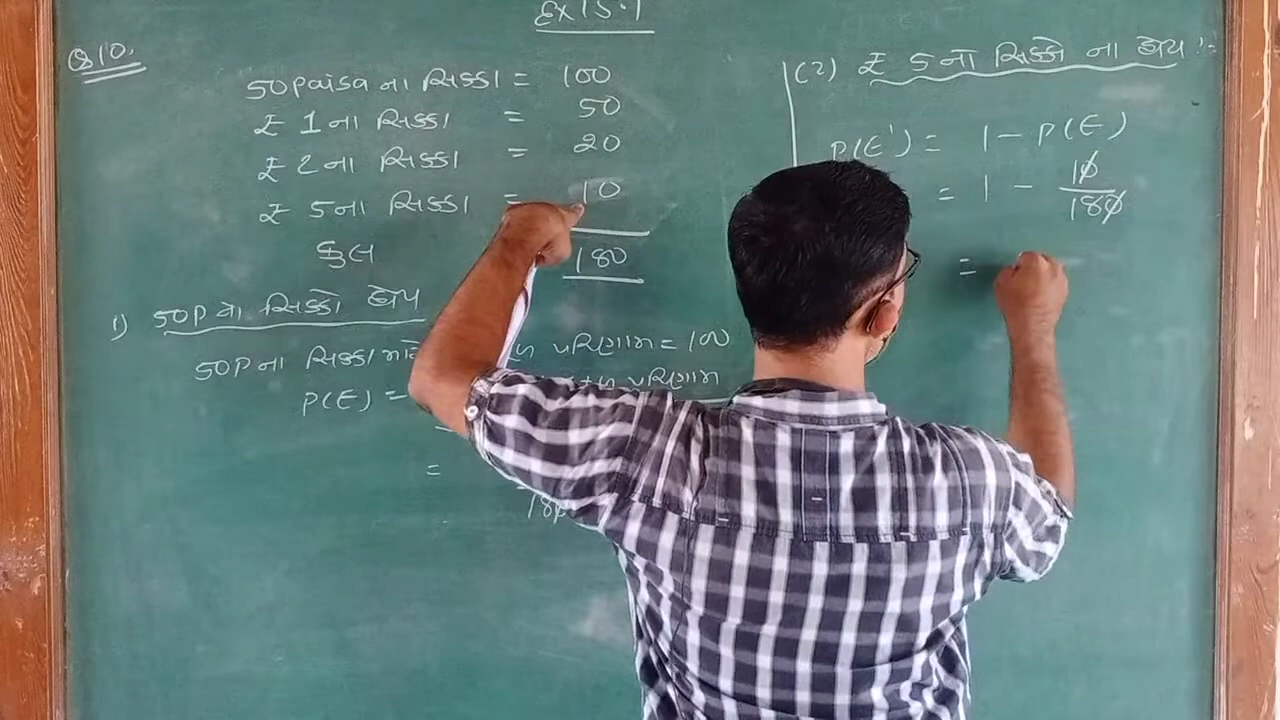 Ex 15.1
Q10.
50 paisa ના સિક્કા = 100
₹ 1 ના સિક્કા = 50
₹ 2 ના સિક્કા = 20
₹ 5 ના સિક્કા = 10
કુલ 180
1) 50P નો સિક્કો હોય
50P ના સિક્કા પરિણામ = 100
P(E) = પરિણામ
=
(2) ₹ 5 નો સિક્કો ના હોય :-
P(E') = 1 - P(E)
= 1 - 10/180
=